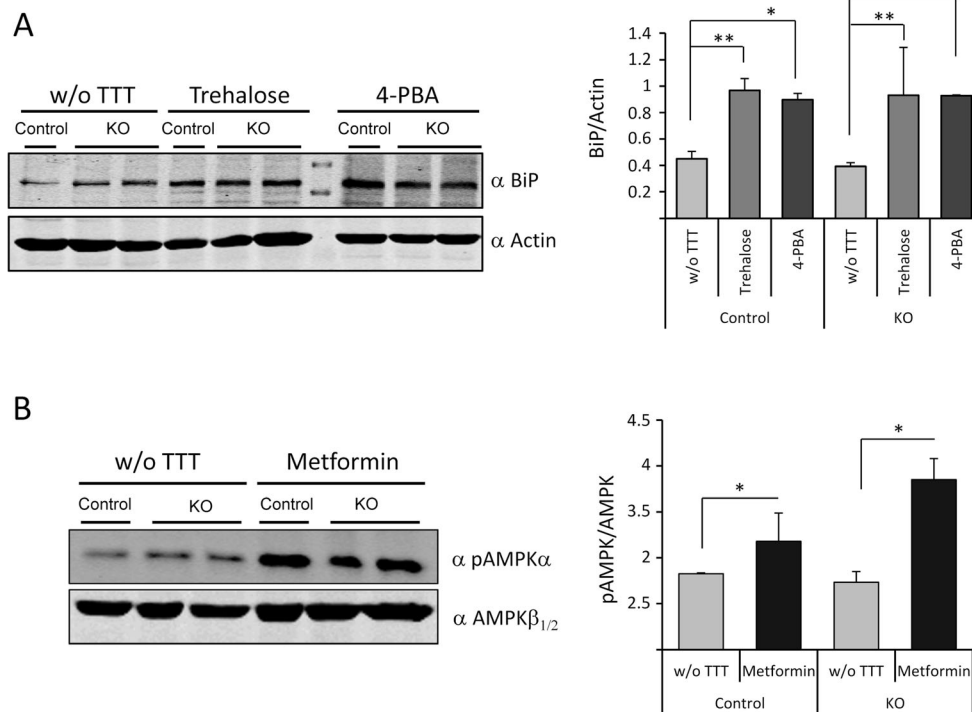 A
w/o TTT Trehalose 4-PBA
Control KO Control KO Control KO
α BiP
α Actin
BiP/Actin
1.4
1.2
1
0.8
0.6
0.4
0.2
0
* ** **
w/o TTT Trehalose 4-PBA w/o TTT Trehalose 4-PBA
Control KO
B
w/o TTT Metformin
Control KO Control KO
α pAMPKα
α AMPKβ1/2
pAMPK/AMPK
4.5
4
3.5
2
2.5
* *
w/o TTT Metformin w/o TTT Metformin
Control KO